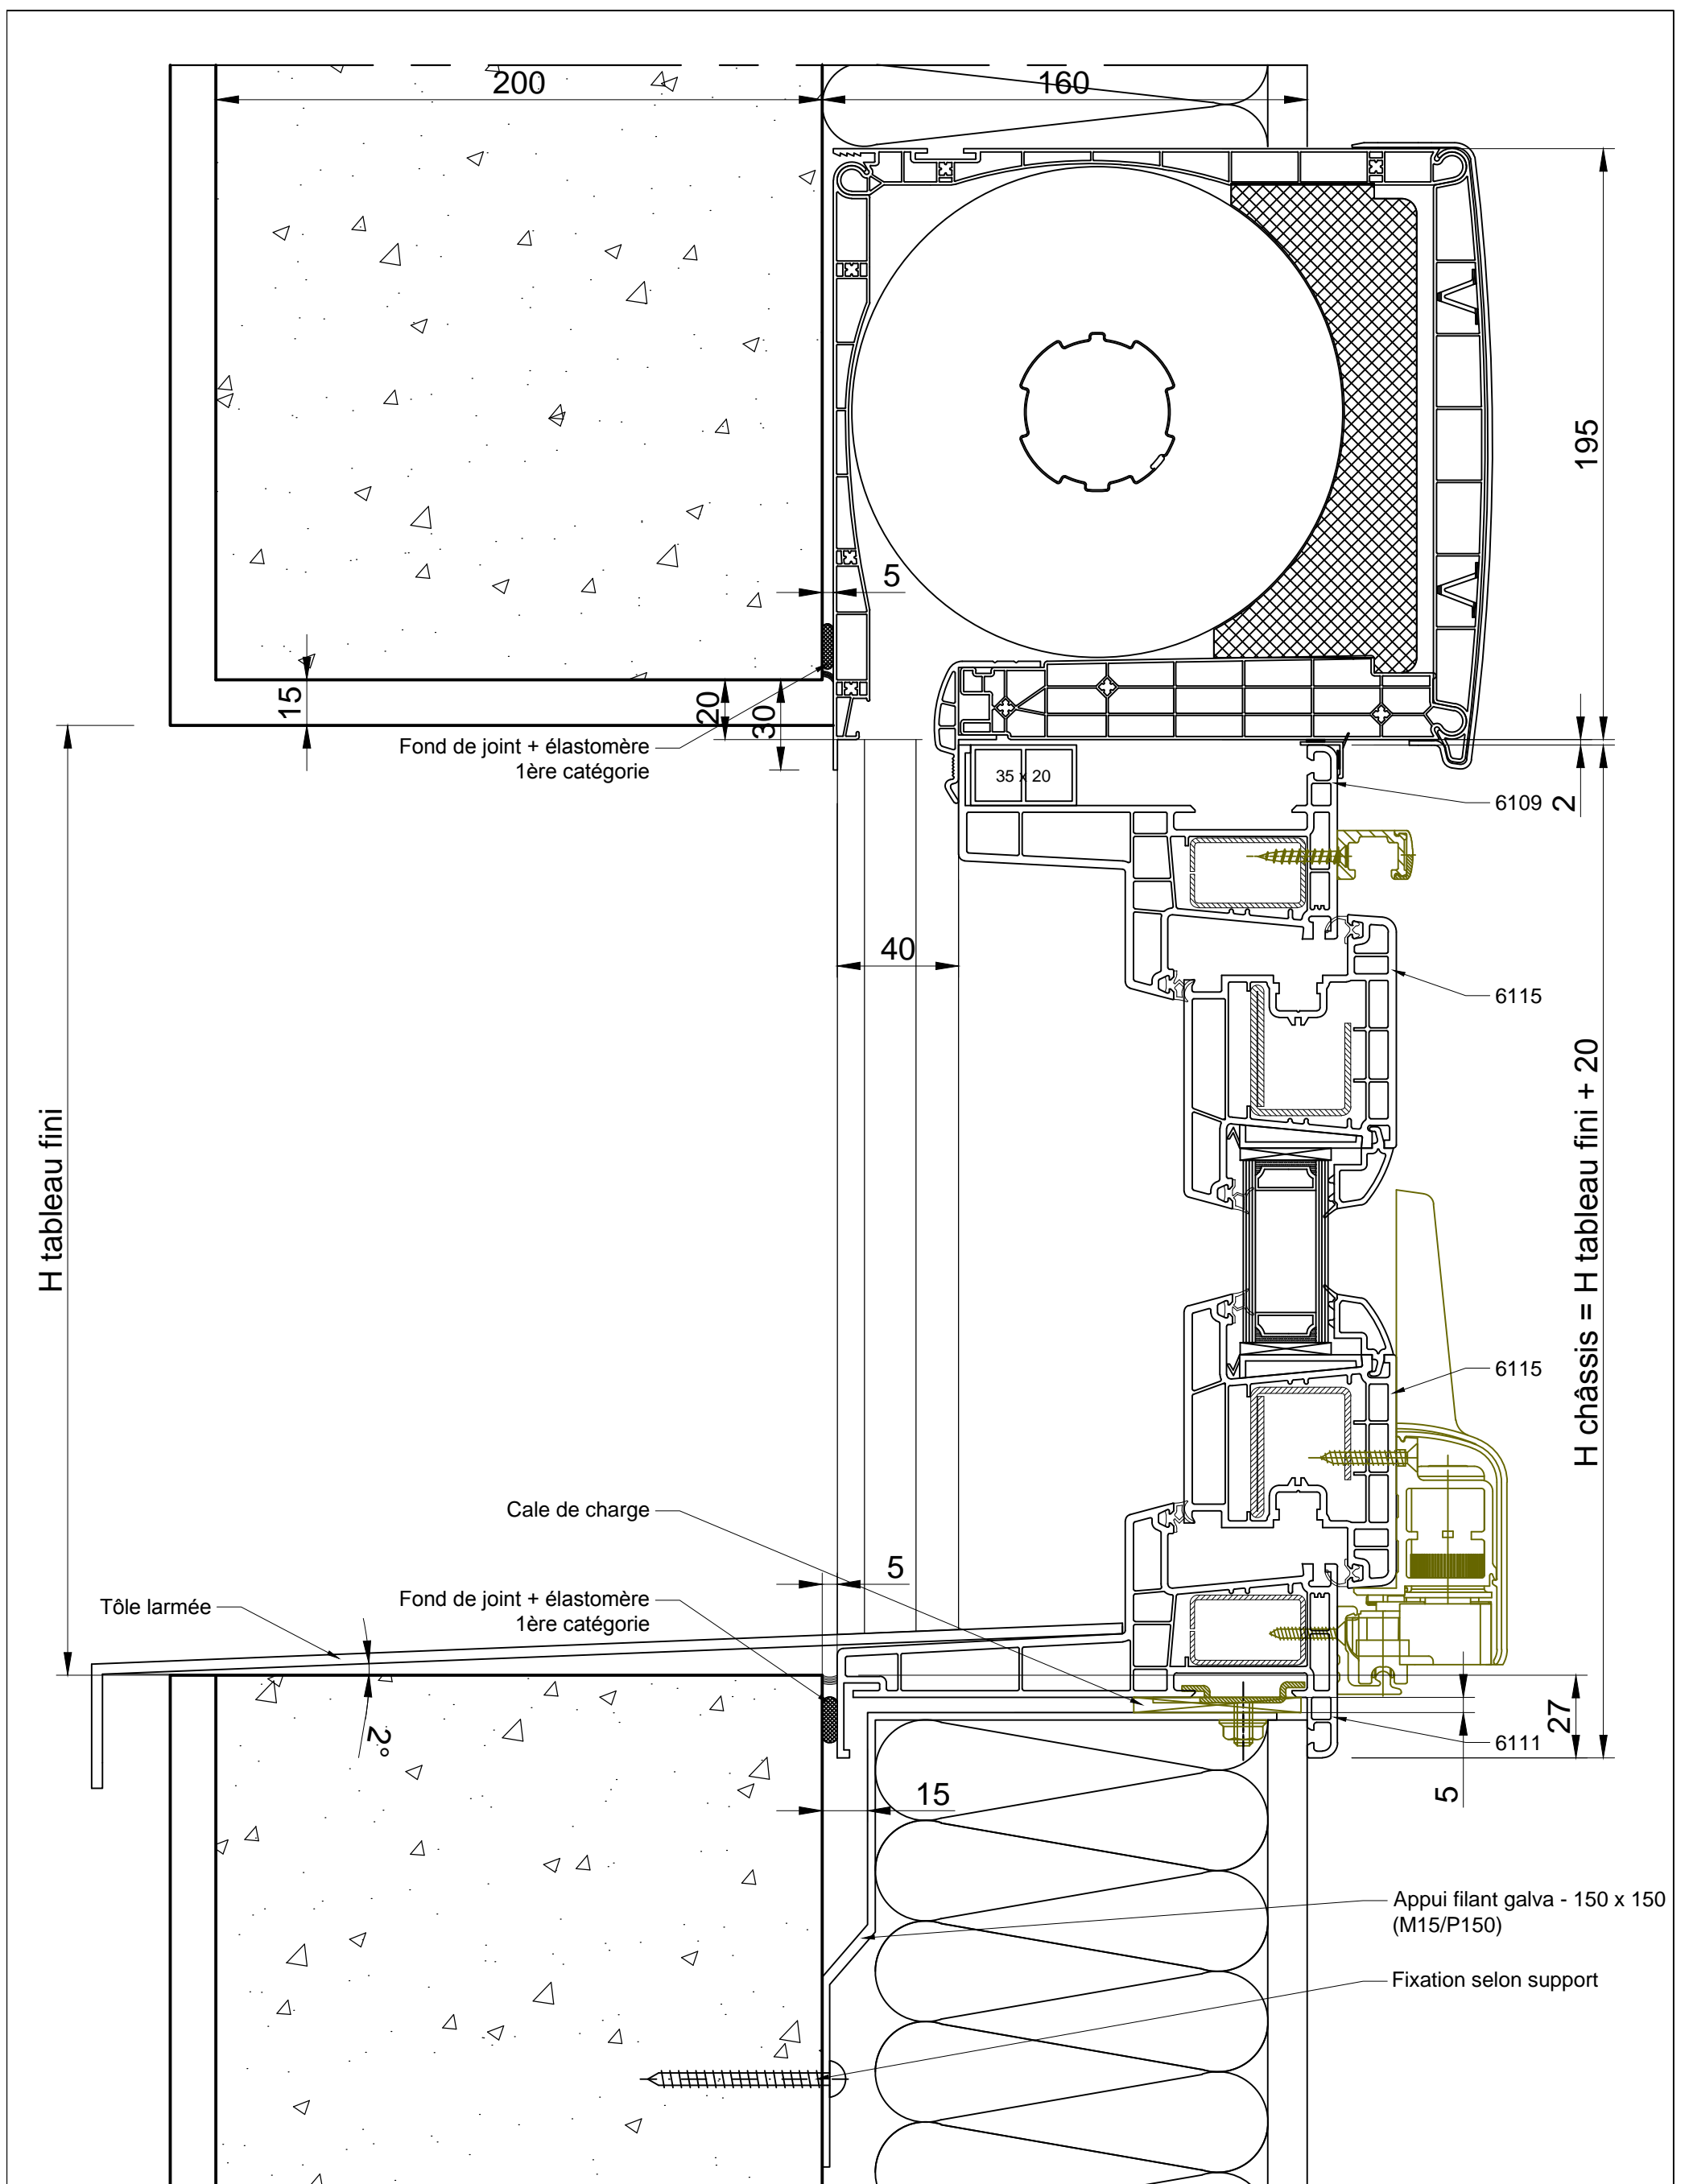 200
160
195
5
15
20
30
Fond de joint + élastomère
1ère catégorie
35 x 20
6109
2
40
6115
H tableau fini
H châssis = H tableau fini + 20
6115
Cale de charge
5
Fond de joint + élastomère
1ère catégorie
Tôle larmée
2°
27
6111
5
15
Appui filant galva - 150 x 150
(M15/P150)
Fixation selon support